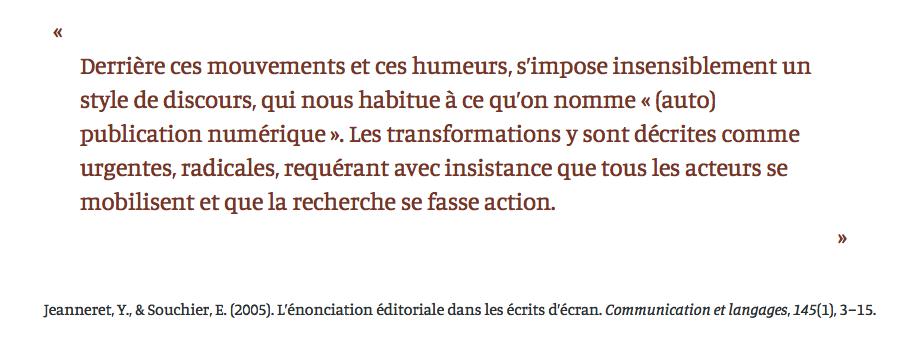 «
Derrière ces mouvements et ces humeurs, s’impose insensiblement un
style de discours, qui nous habitue à ce qu’on nomme « (auto)
publication numérique ». Les transformations y sont décrites comme
urgentes, radicales, requérant avec insistance que tous les acteurs se
mobilisent et que la recherche se fasse action.
»
Jeanneret, Y., & Souchier, E. (2005). L’énonciation éditoriale dans les écrits d’écran. Communication et langages, 145(1), 3–15.